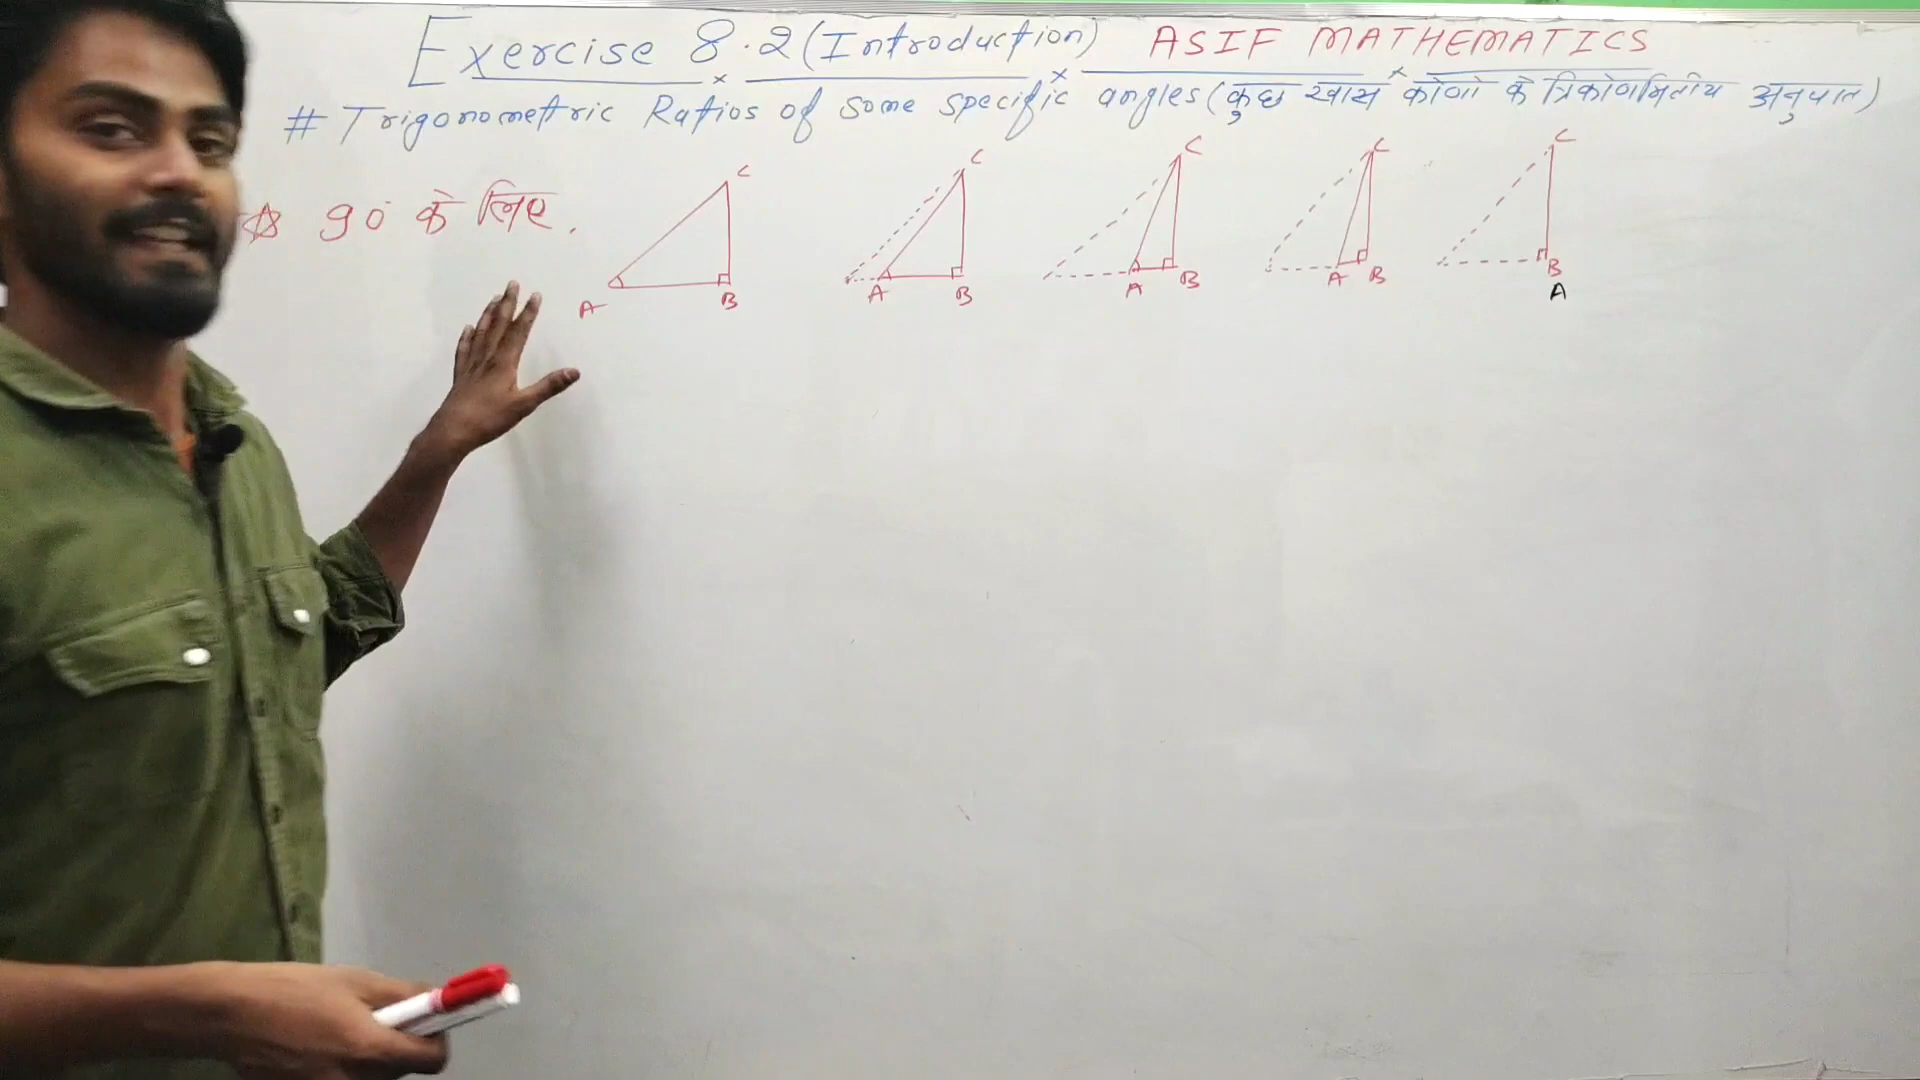 Exercise 8.2 (Introduction) ASIF MATHEMATICS
# Trigonometric Ratios of some specific angles (कुछ खास कोणों के त्रिकोणमितीय अनुपात)
☆ 90° के लिए.
C C C C C
A B A B A B A B B
A